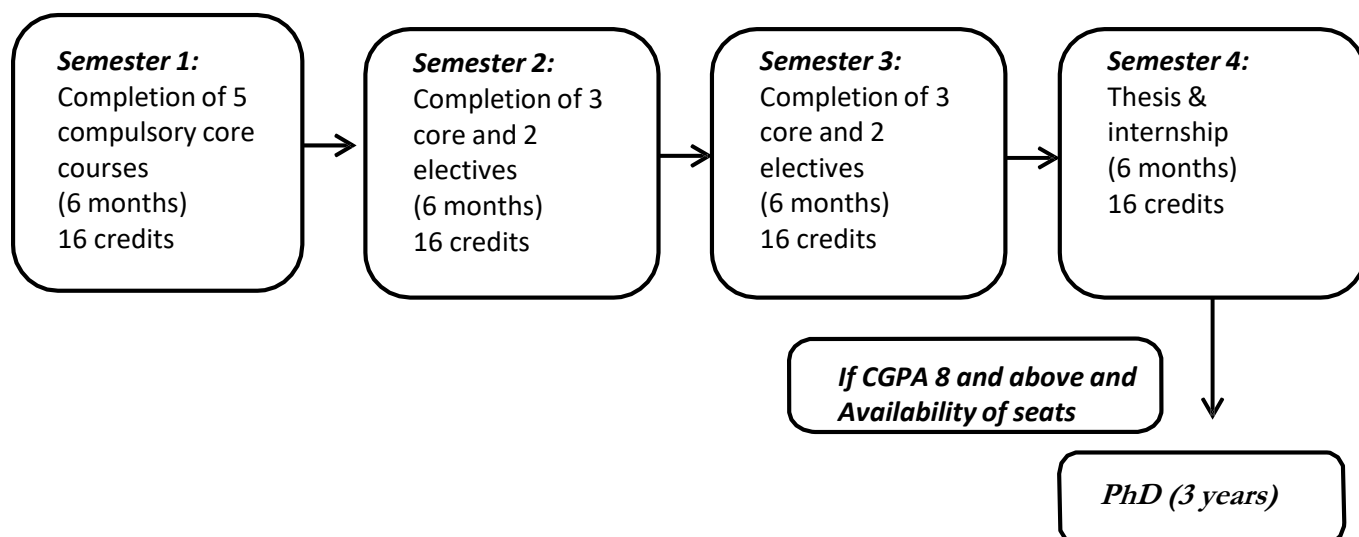 Semester 1:
Completion of 5
compulsory core
courses
(6 months)
16 credits
Semester 2:
Completion of 3
core and 2
electives
(6 months)
16 credits
Semester 3:
Completion of 3
core and 2
electives
(6 months)
16 credits
Semester 4:
Thesis &
internship
(6 months)
16 credits
If CGPA 8 and above and
Availability of seats
PhD (3 years)